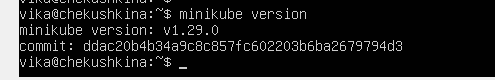 vika@chekushkina:~$ minikube version
minikube version: v1.29.0
commit: ddac20b4b34a9c8c857fc602203b6ba2679794d3
vika@chekushkina:~$ _